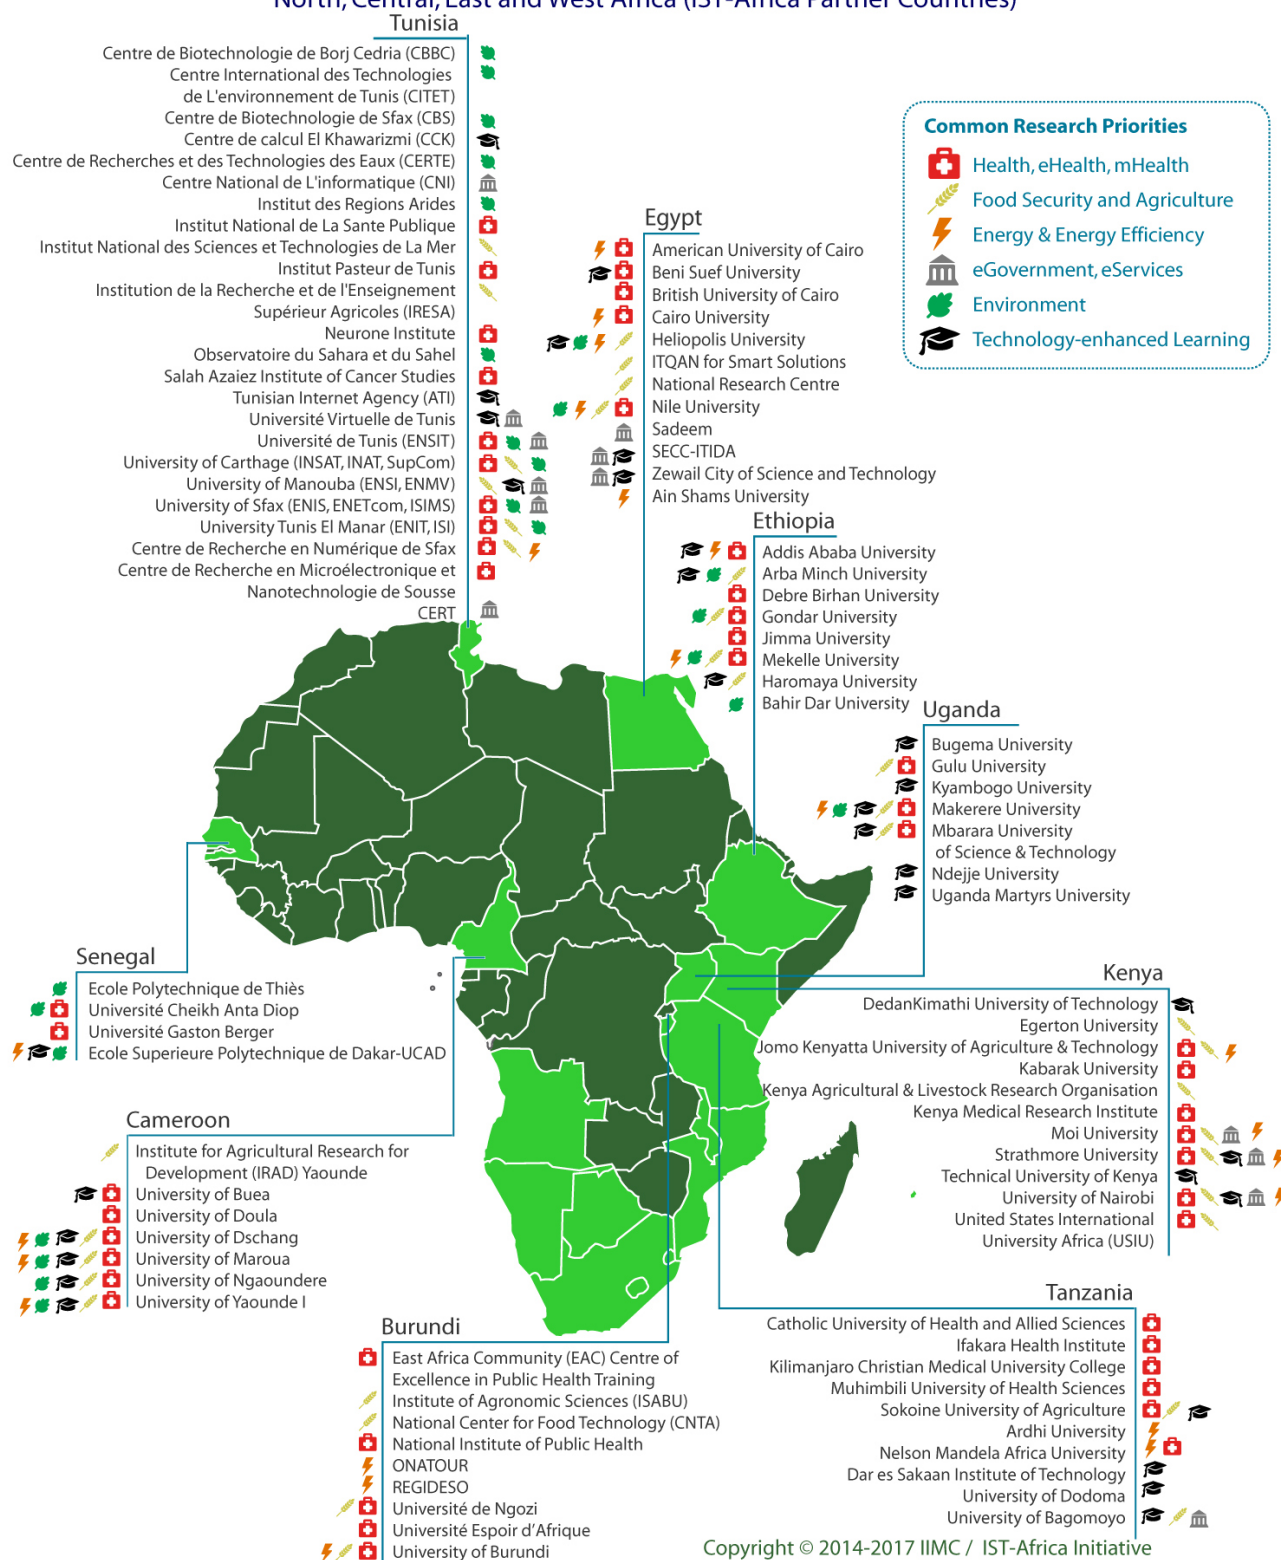 North, Central, East and West Africa (IST-Africa Partner Countries)
Tunisia
Centre de Biotechnologie de Borj Cedria (CBBC)
Centre International des Technologies
de L'environnement de Tunis (CITET)
Centre de Biotechnologie de Sfax (CBS)
Centre de calcul El Khawarizmi (CCK)
Centre de Recherches et des Technologies des Eaux (CERTE)
Centre National de L'informatique (CNI)
Institut des Regions Arides
Institut National de La Sante Publique
Institut National des Sciences et Technologies de La Mer
Institut Pasteur de Tunis
Institution de la Recherche et de l'Enseignement
Supérieur Agricoles (IRESA)
Neurone Institute
Observatoire du Sahara et du Sahel
Salah Azaiez Institute of Cancer Studies
Tunisian Internet Agency (ATI)
Université Virtuelle de Tunis
Université de Tunis (ENSIT)
University of Carthage (INSAT, INAT, SupCom)
University of Manouba (ENSI, ENMV)
University of Sfax (ENIS, ENETcom, ISIMS)
University Tunis El Manar (ENIT, ISI)
Centre de Recherche en Numérique de Sfax
Centre de Recherche en Microélectronique et
Nanotechnologie de Sousse
CERT
Common Research Priorities
Health, eHealth, mHealth
Food Security and Agriculture
Energy & Energy Efficiency
eGovernment, eServices
Environment
Technology-enhanced Learning
Egypt
American University of Cairo
Beni Suef University
British University of Cairo
Cairo University
Heliopolis University
ITQAN for Smart Solutions
National Research Centre
Nile University
Sadeem
SECC-ITIDA
Zewail City of Science and Technology
Ain Shams University
Ethiopia
Addis Ababa University
Arba Minch University
Debre Birhan University
Gondar University
Jimma University
Mekelle University
Haromaya University
Bahir Dar University
Uganda
Bugema University
Gulu University
Kyambogo University
Makerere University
Mbarara University
of Science & Technology
Ndejje University
Uganda Martyrs University
Senegal
Ecole Polytechnique de Thiès
Université Cheikh Anta Diop
Université Gaston Berger
Ecole Superieure Polytechnique de Dakar-UCAD
Kenya
DedanKimathi University of Technology
Egerton University
Jomo Kenyatta University of Agriculture & Technology
Kabarak University
Kenya Agricultural & Livestock Research Organisation
Kenya Medical Research Institute
Moi University
Strathmore University
Technical University of Kenya
University of Nairobi
United States International
University Africa (USIU)
Cameroon
Institute for Agricultural Research for
Development (IRAD) Yaounde
University of Buea
University of Doula
University of Dschang
University of Maroua
University of Ngaoundere
University of Yaounde I
Tanzania
Catholic University of Health and Allied Sciences
Ifakara Health Institute
Kilimanjaro Christian Medical University College
Muhimbili University of Health Sciences
Sokoine University of Agriculture
Ardhi University
Nelson Mandela Africa University
Dar es Sakaan Institute of Technology
University of Dodoma
University of Bagomoyo
Burundi
East Africa Community (EAC) Centre of
Excellence in Public Health Training
Institute of Agronomic Sciences (ISABU)
National Center for Food Technology (CNTA)
National Institute of Public Health
ONATOUR
REGIDESO
Université de Ngozi
Université Espoir d'Afrique
University of Burundi
Copyright © 2014-2017 IIMC / IST-Africa Initiative